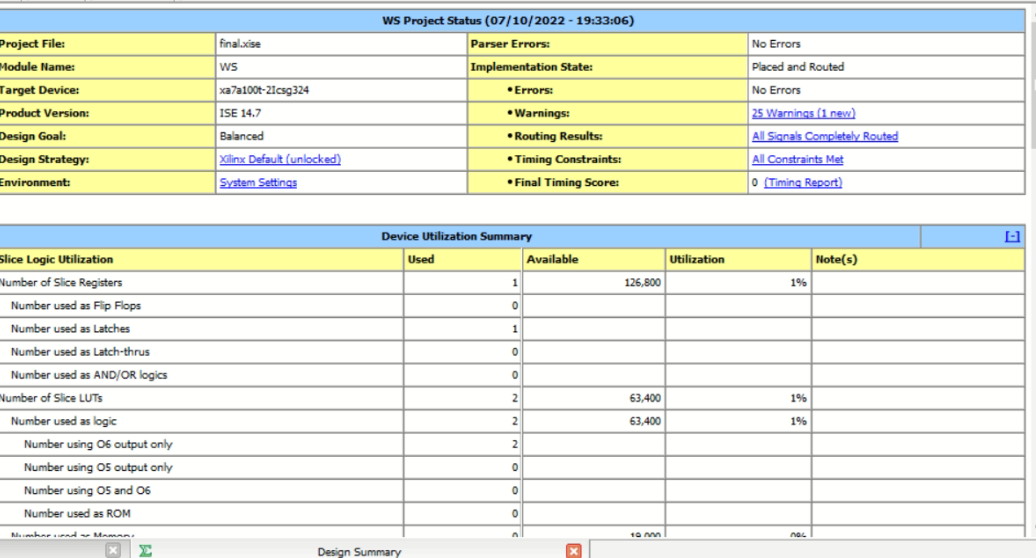 WS Project Status (07/10/2022 - 19:33:06)
Project File: final.xise Parser Errors: No Errors
Module Name: WS Implementation State: Placed and Routed
Target Device: xa7a100t-2Icsg324 •Errors: No Errors
Product Version: ISE 14.7 •Warnings: 25 Warnings (1 new)
Design Goal: Balanced •Routing Results: All Signals Completely Routed
Design Strategy: Xilinx Default (unlocked) •Timing Constraints: All Constraints Met
Environment: System Settings •Final Timing Score: 0 (Timing Report)
Device Utilization Summary [-]
Slice Logic Utilization Used Available Utilization Note(s)
Number of Slice Registers 1 126,800 1%
Number used as Flip Flops 0
Number used as Latches 1
Number used as Latch-thrus 0
Number used as AND/OR logics 0
Number of Slice LUTs 2 63,400 1%
Number used as logic 2 63,400 1%
Number using O6 output only 2
Number using O5 output only 0
Number using O5 and O6 0
Number used as ROM 0
Number used as Memory 0 19,000 0%
Σ Design Summary